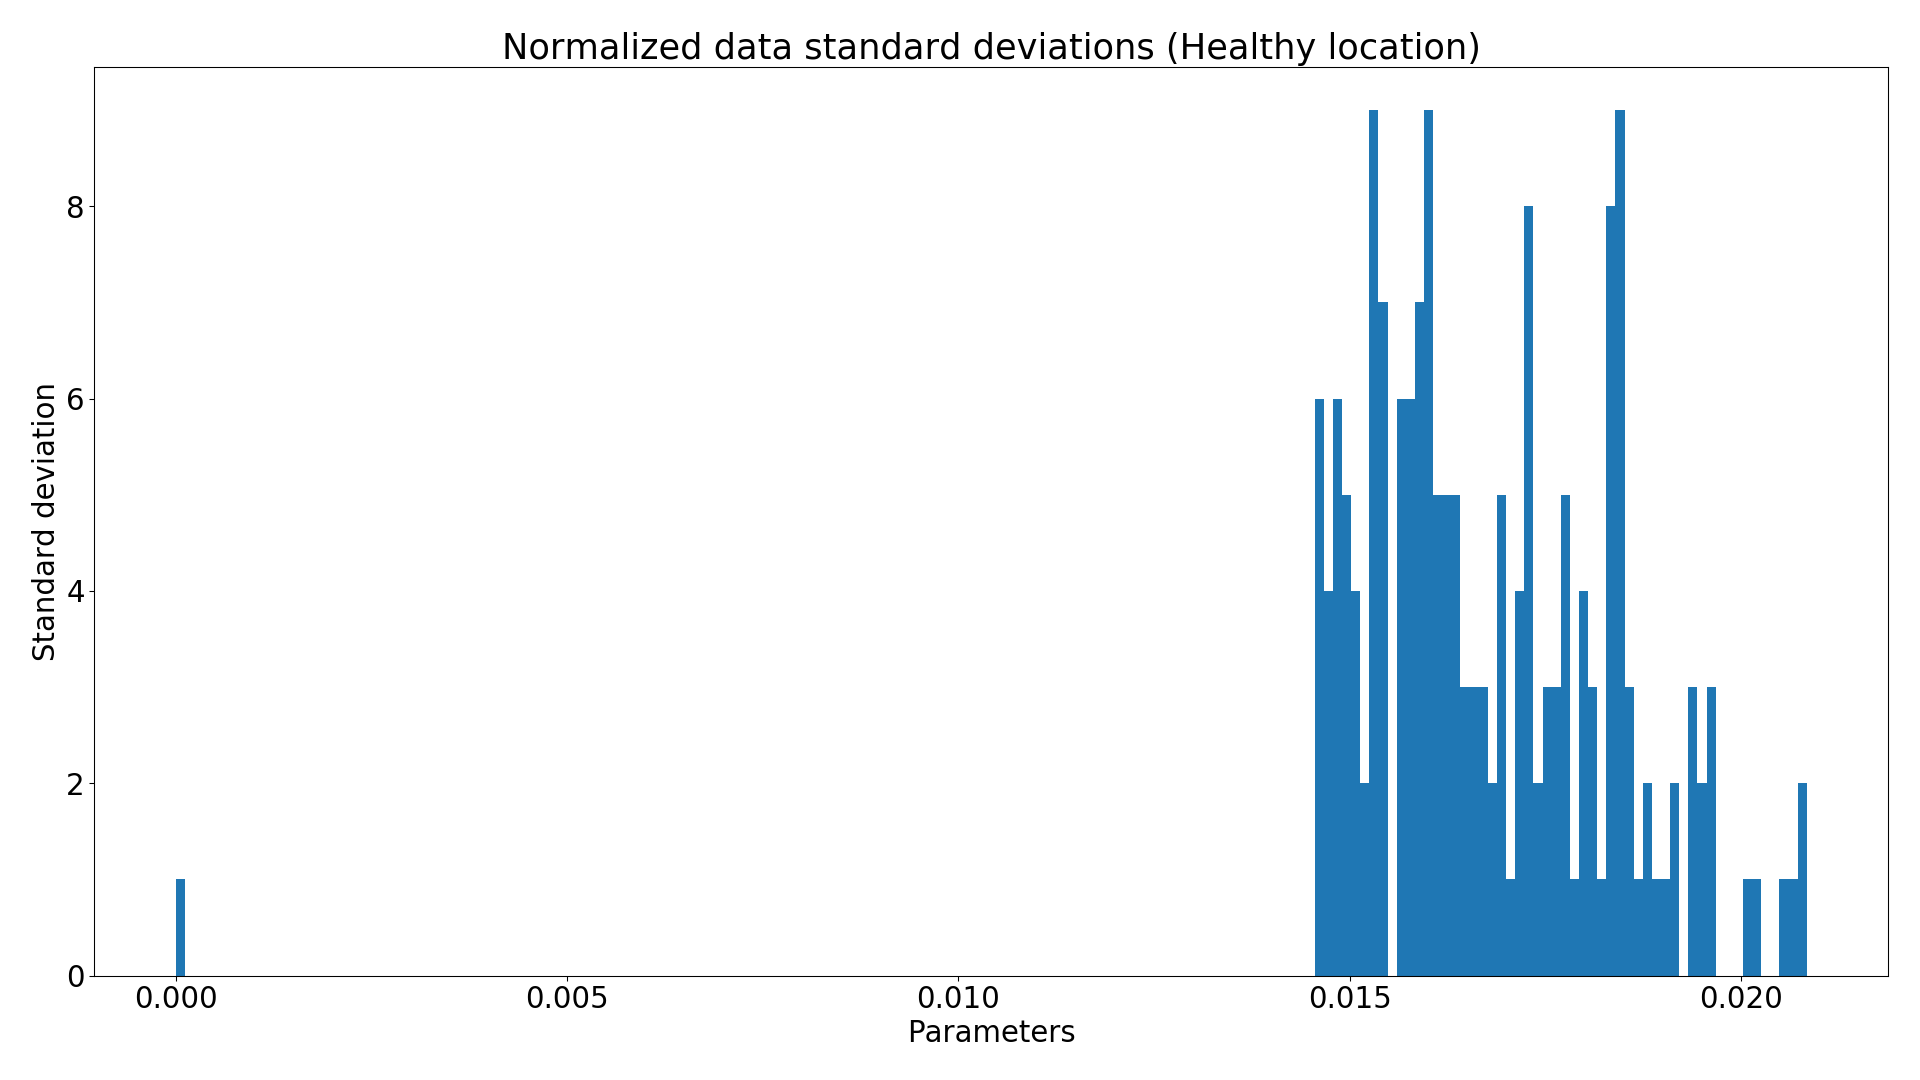 Normalized data standard deviations (Healthy location)
Standard deviation
8
6
4
2
0
0.000 0.005 0.010 0.015 0.020
Parameters